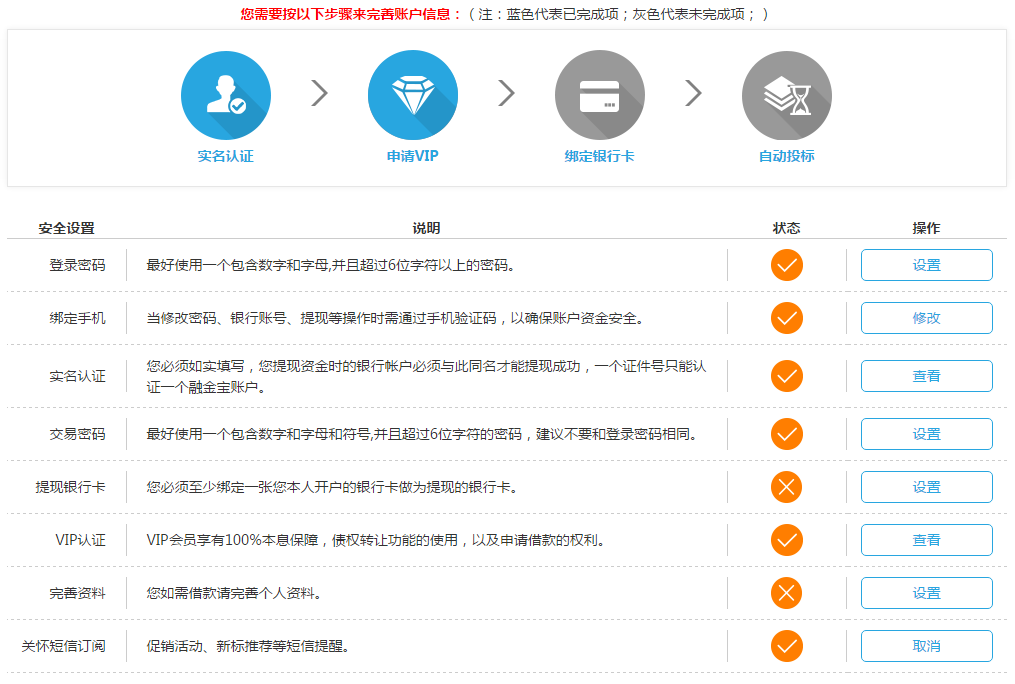 您需要按以下步骤来完善账户信息：（注：蓝色代表已完成项；灰色代表未完成项；）
实名认证 申请VIP 绑定银行卡 自动投标
安全设置 说明 状态 操作
登录密码 最好使用一个包含数字和字母,并且超过6位字符以上的密码。 设置
绑定手机 当修改密码、银行账号、提现等操作时需通过手机验证码，以确保账户资金安全。 修改
实名认证 您必须如实填写，您提现资金时的银行帐户必须与此同名才能提现成功，一个证件号只能认 查看
证一个融金宝账户。
交易密码 最好使用一个包含数字和字母和符号,并且超过6位字符的密码，建议不要和登录密码相同。 设置
提现银行卡 您必须至少绑定一张您本人开户的银行卡做为提现的银行卡。 设置
VIP认证 VIP会员享有100%本息保障，债权转让功能的使用，以及申请借款的权利。 查看
完善资料 您如需借款请完善个人资料。 设置
关怀短信订阅 促销活动、新标推荐等短信提醒。 取消